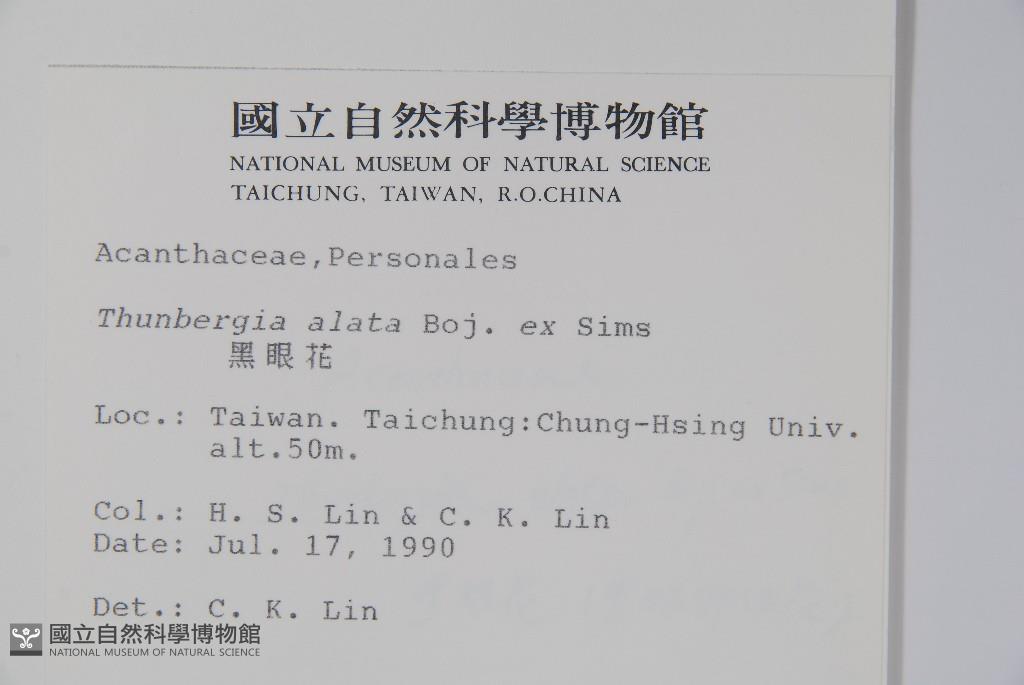 國立自然科學博物館
NATIONAL MUSEUM OF NATURAL SCIENCE
TAICHUNG, TAIWAN, R.O.CHINA
Acanthaceae,Personales
Thunbergia alata Boj. ex Sims
黑眼花
Loc.: Taiwan. Taichung:Chung-Hsing Univ.
alt.50m.
Col.: H. S. Lin & C. K. Lin
Date: Jul. 17, 1990
Det.: C. K. Lin
國立自然科學博物館
NATIONAL MUSEUM OF NATURAL SCIENCE